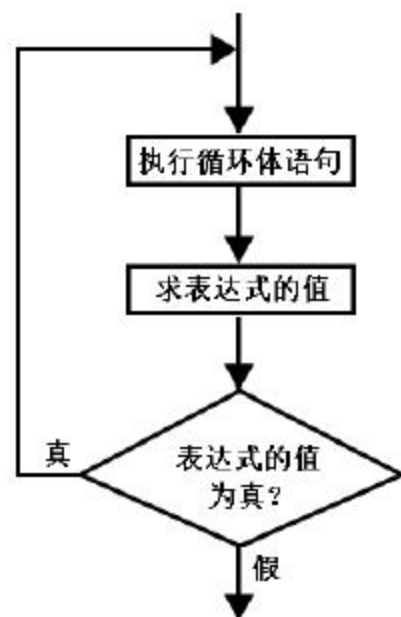 执行循环体语句
求表达式的值
表达式的值
为真?
真
假